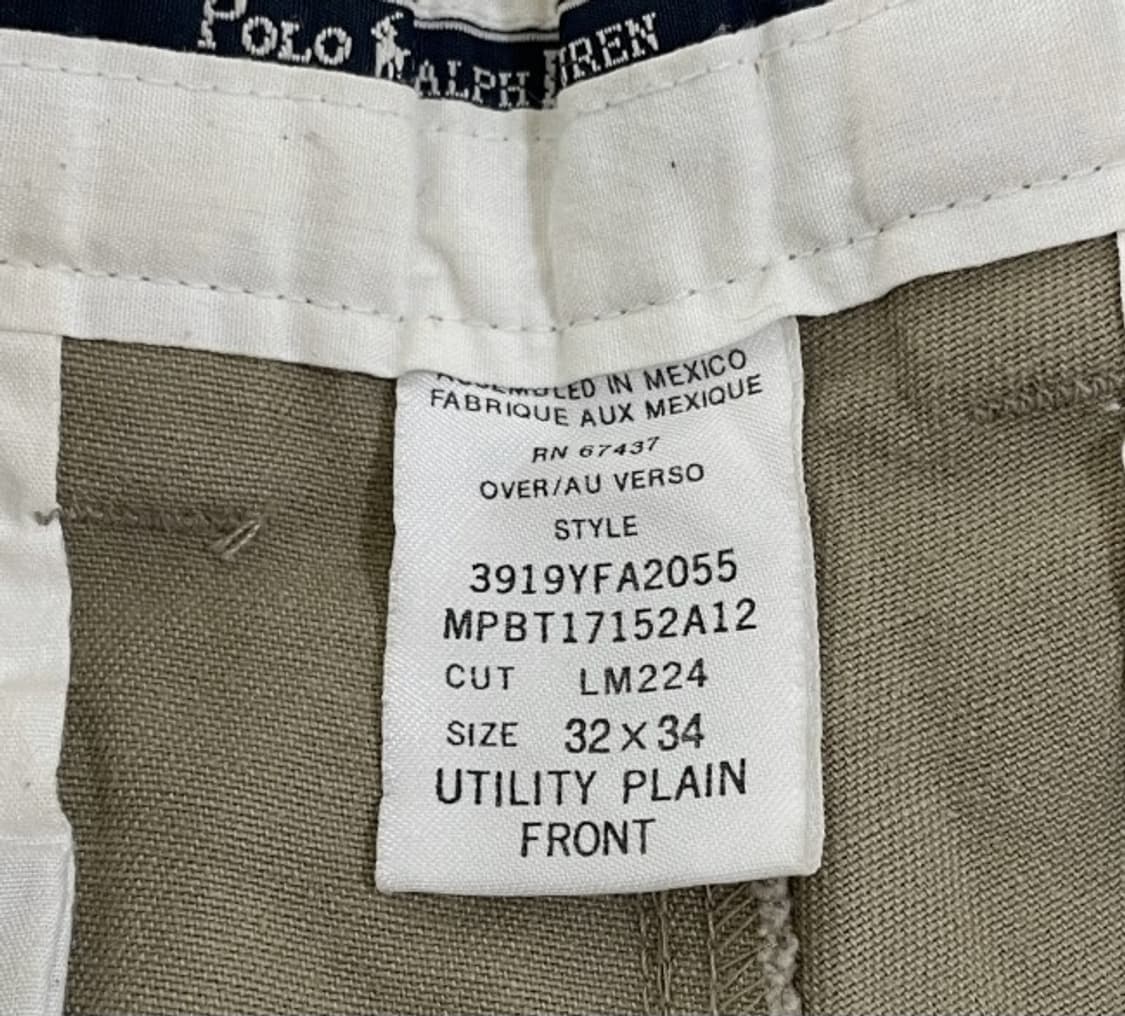 POLO RALPH LAUREN
ASSEMBLED IN MEXICO
FABRIQUE AUX MEXIQUE
RN 67437
OVER/AU VERSO
STYLE
3919YFA2055
MPBT17152A12
CUT LM224
SIZE 32 X 34
UTILITY PLAIN
FRONT